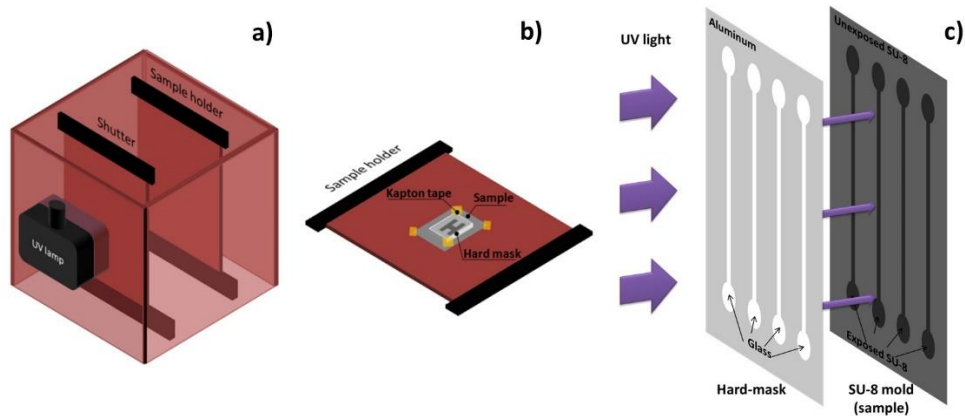 a)
Sample holder
Shutter
UV lamp
b)
Sample holder
Kapton tape
Sample
Hard mask
c)
UV light
Aluminum
Glass
Hard-mask
Unexposed SU-8
Exposed SU-8
SU-8 mold
(sample)